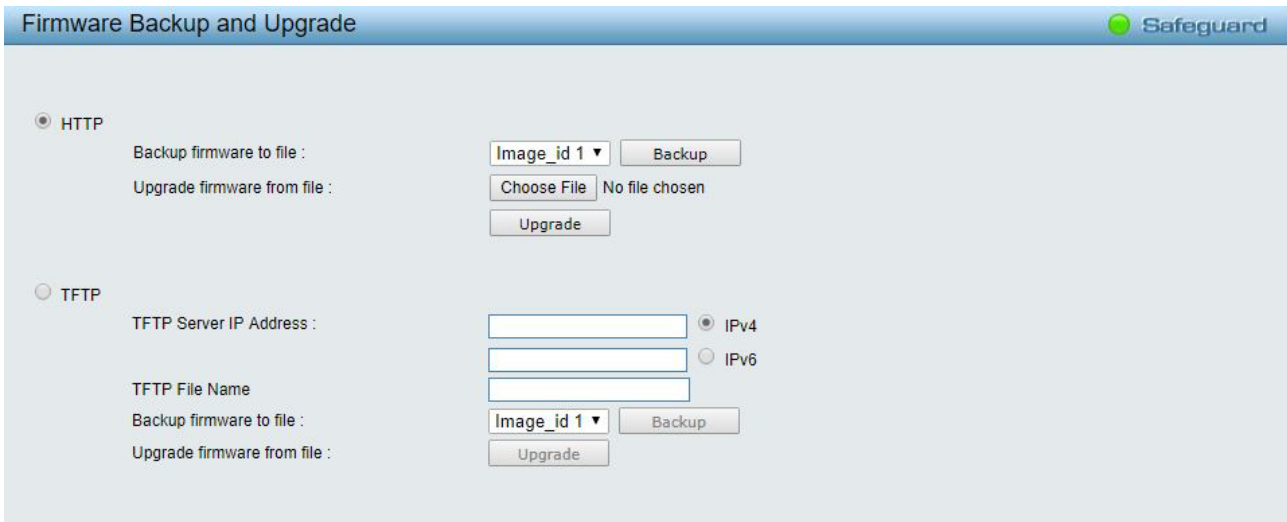 Firmware Backup and Upgrade Safeguard
HTTP
Backup firmware to file : Image_id 1 Backup
Upgrade firmware from file : Choose File No file chosen
Upgrade
TFTP
TFTP Server IP Address : IPv4
IPv6
TFTP File Name
Backup firmware to file : Image_id 1 Backup
Upgrade firmware from file : Upgrade